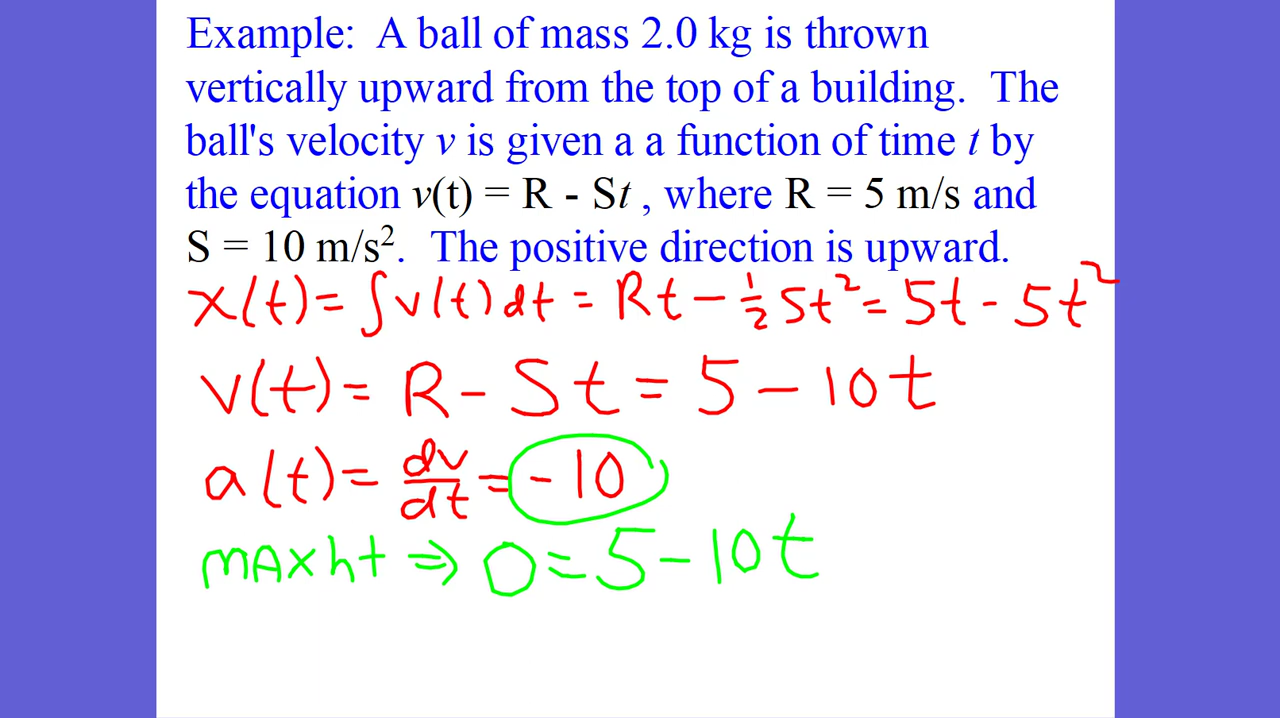 Example: A ball of mass 2.0 kg is thrown
vertically upward from the top of a building. The
ball's velocity v is given a a function of time t by
the equation v(t) = R - St , where R = 5 m/s and
S = 10 m/s². The positive direction is upward.
x(t) = ∫v(t)dt = Rt - ½St² = 5t - 5t²
v(t) = R - St = 5 - 10t
a(t) = dv/dt = -10
MAX ht ⇒ 0 = 5 - 10t